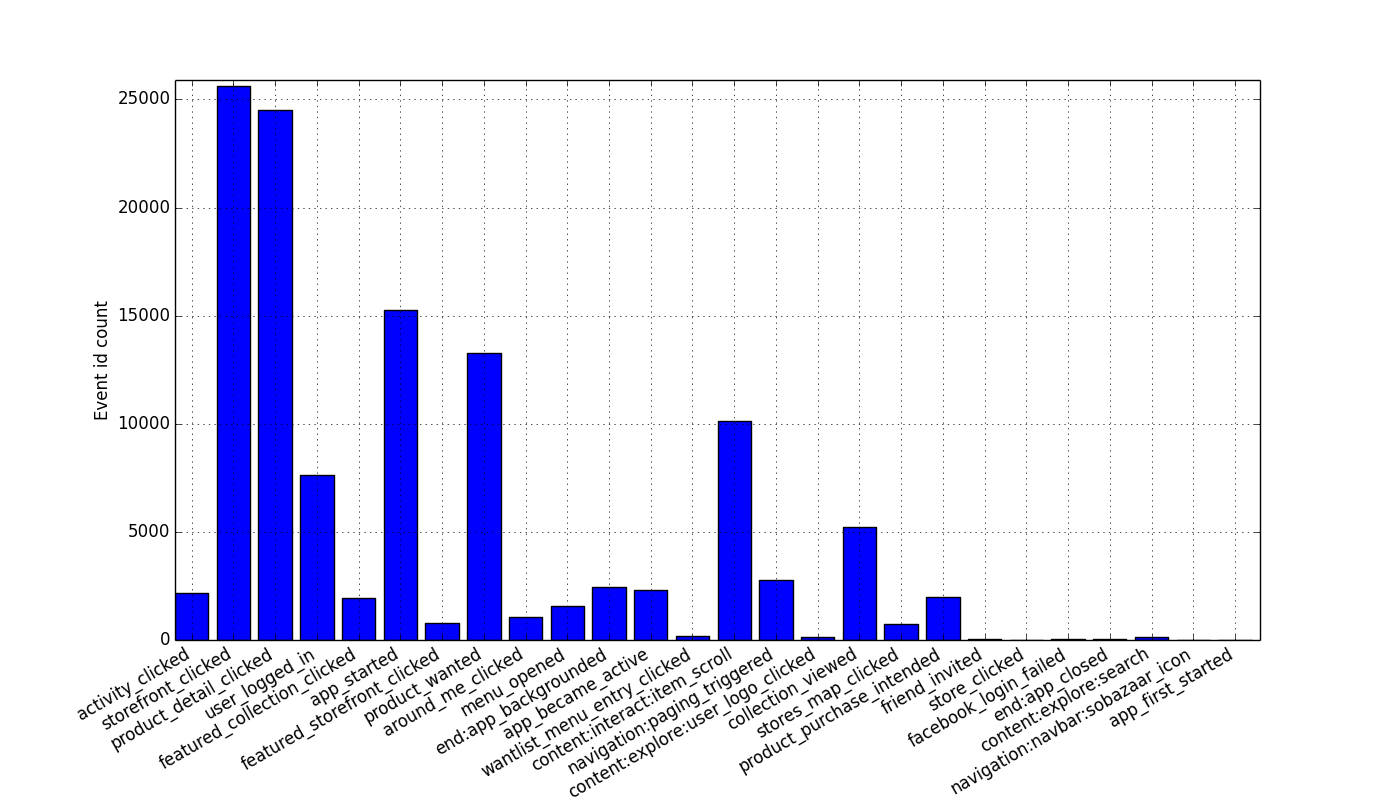 25000
20000
15000
10000
5000
0
Event id count
activity_clicked
storefront_clicked
product_detail_clicked
user_logged_in
featured_collection_clicked
app_started
featured_storefront_clicked
product_wanted
around_me_clicked
menu_opened
end:app_backgrounded
app_became_active
wantlist_menu_entry_clicked
content:interact:item_scroll
navigation:paging_triggered
content:explore:user_logo_clicked
collection_viewed
stores_map_clicked
product_purchase_intended
friend_invited
store_clicked
facebook_login_failed
end:app_closed
content:explore:search
navigation:navbar:sobazaar_icon
app_first_started